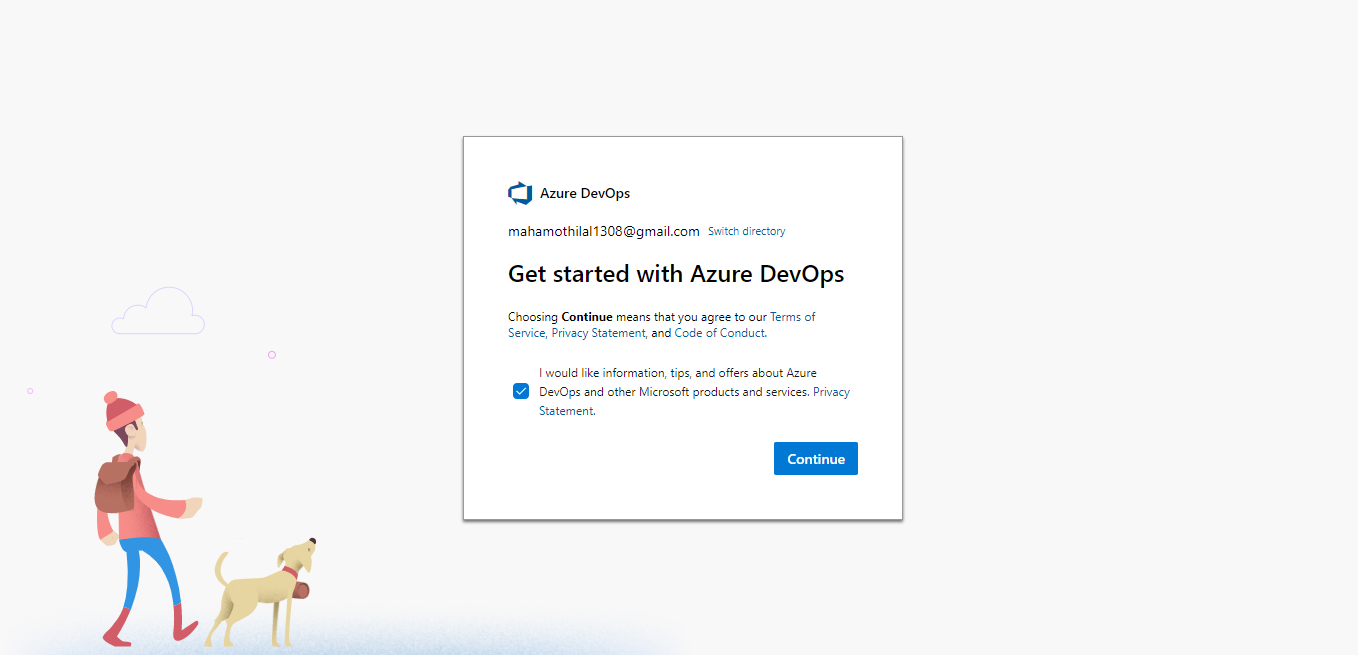 Azure DevOps
mahamothilal1308@gmail.com Switch directory
Get started with Azure DevOps
Choosing Continue means that you agree to our Terms of
Service, Privacy Statement, and Code of Conduct.
I would like information, tips, and offers about Azure
DevOps and other Microsoft products and services. Privacy
Statement.
Continue